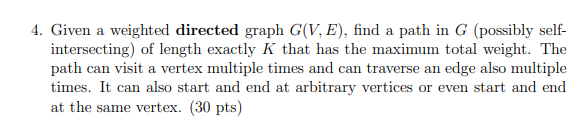 4. Given a weighted directed graph G(V, E), find a path in G (possibly self-
intersecting) of length exactly K that has the maximum total weight. The
path can visit a vertex multiple times and can traverse an edge also multiple
times. It can also start and end at arbitrary vertices or even start and end
at the same vertex. (30 pts)